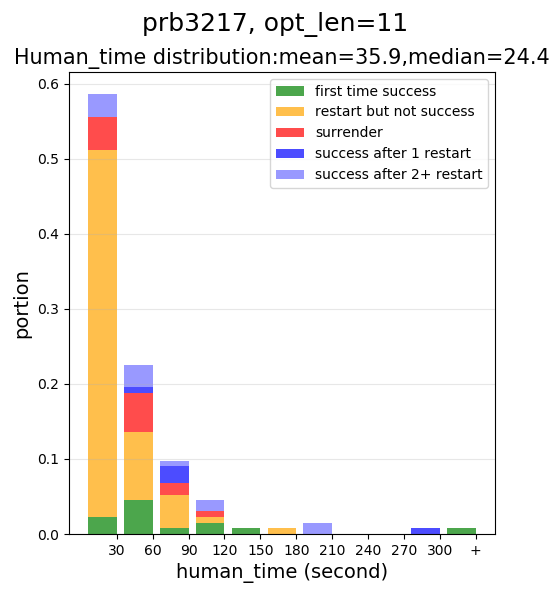 prb3217, opt_len=11
Human_time distribution:mean=35.9,median=24.4
first time success
restart but not success
surrender
success after 1 restart
success after 2+ restart
portion
0.6
0.5
0.4
0.3
0.2
0.1
0.0
30 60 90 120 150 180 210 240 270 300 +
human_time (second)